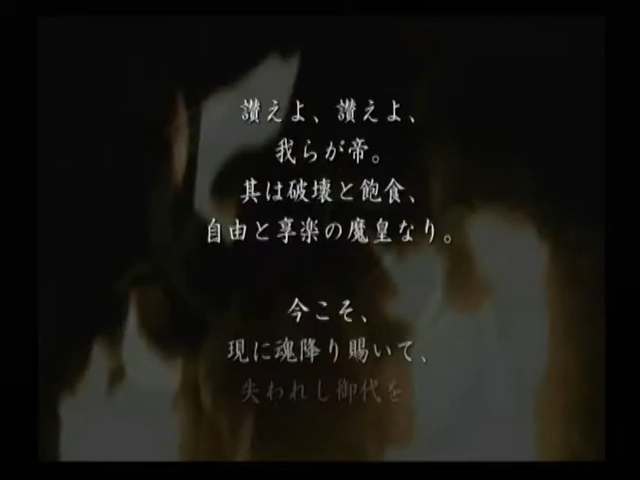 讃えよ、讃えよ、
我らが帝。
其は破壊と飽食、
自由と享楽の魔皇なり。
今こそ、
現に魂降り賜いて、
失われし御代を